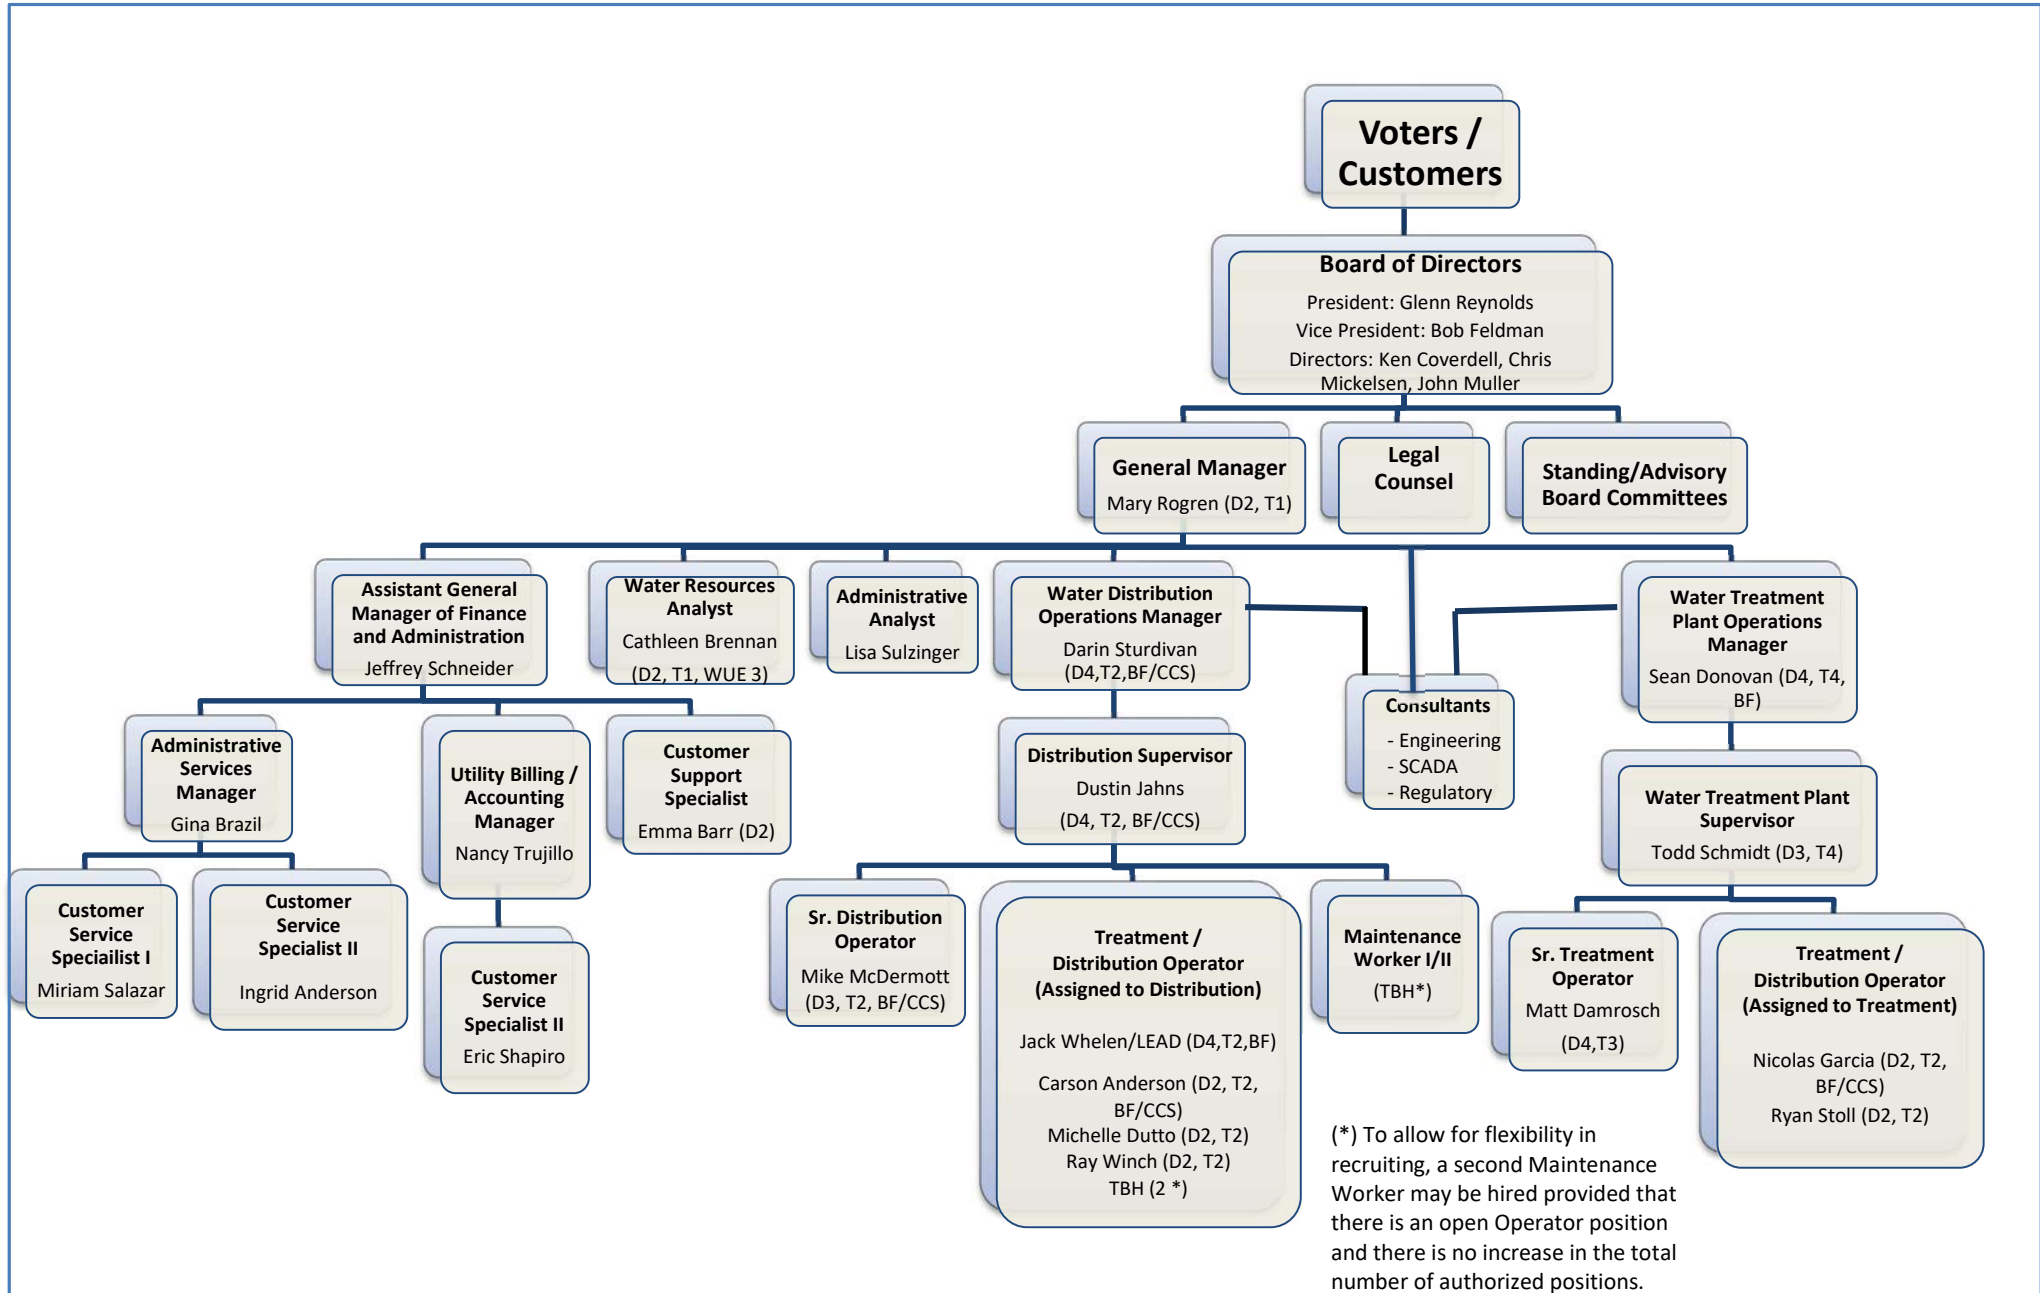 Voters /
Customers
Board of Directors
President: Glenn Reynolds
Vice President: Bob Feldman
Directors: Ken Coverdell, Chris
Mickelsen, John Muller
General Manager
Mary Rogren (D2, T1)
Legal
Counsel
Standing/Advisory
Board Committees
Assistant General
Manager of Finance
and Administration
Jeffrey Schneider
Water Resources
Analyst
Cathleen Brennan
(D2, T1, WUE 3)
Administrative
Analyst
Lisa Sulzinger
Water Distribution
Operations Manager
Darin Sturdivan
(D4,T2,BF/CCS)
Water Treatment
Plant Operations
Manager
Sean Donovan (D4, T4,
BF)
Consultants
- Engineering
- SCADA
- Regulatory
Administrative
Services
Manager
Gina Brazil
Utility Billing /
Accounting
Manager
Nancy Trujillo
Customer
Support
Specialist
Emma Barr (D2)
Distribution Supervisor
Dustin Jahns
(D4, T2, BF/CCS)
Water Treatment Plant
Supervisor
Todd Schmidt (D3, T4)
Customer
Service
Speciailist I
Miriam Salazar
Customer
Service
Specialist II
Ingrid Anderson
Customer
Service
Specialist II
Eric Shapiro
Sr. Distribution
Operator
Mike McDermott
(D3, T2, BF/CCS)
Treatment /
Distribution Operator
(Assigned to Distribution)
Jack Whelen/LEAD (D4,T2,BF)
Carson Anderson (D2, T2,
BF/CCS)
Michelle Dutto (D2, T2)
Ray Winch (D2, T2)
TBH (2 *)
Maintenance
Worker I/II
(TBH*)
Sr. Treatment
Operator
Matt Damrosch
(D4,T3)
Treatment /
Distribution Operator
(Assigned to Treatment)
Nicolas Garcia (D2, T2,
BF/CCS)
Ryan Stoll (D2, T2)
(*) To allow for flexibility in
recruiting, a second Maintenance
Worker may be hired provided that
there is an open Operator position
and there is no increase in the total
number of authorized positions.